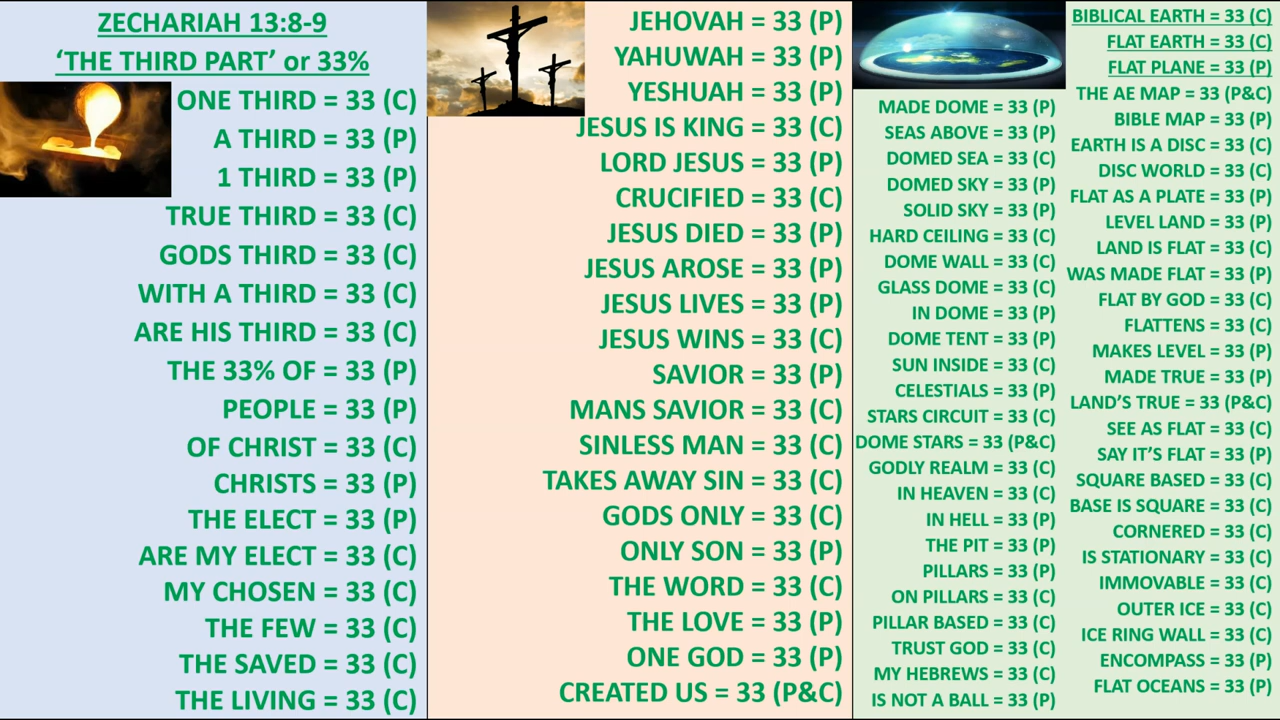 ZECHARIAH 13:8-9
‘THE THIRD PART’ or 33%
ONE THIRD = 33 (C)
A THIRD = 33 (P)
1 THIRD = 33 (P)
TRUE THIRD = 33 (C)
GODS THIRD = 33 (C)
WITH A THIRD = 33 (C)
ARE HIS THIRD = 33 (C)
THE 33% OF = 33 (P)
PEOPLE = 33 (P)
OF CHRIST = 33 (C)
CHRISTS = 33 (P)
THE ELECT = 33 (P)
ARE MY ELECT = 33 (C)
MY CHOSEN = 33 (C)
THE FEW = 33 (C)
THE SAVED = 33 (C)
THE LIVING = 33 (C)
JEHOVAH = 33 (P)
YAHUWAH = 33 (P)
YESHUAH = 33 (P)
JESUS IS KING = 33 (C)
LORD JESUS = 33 (P)
CRUCIFIED = 33 (C)
JESUS DIED = 33 (P)
JESUS AROSE = 33 (P)
JESUS LIVES = 33 (P)
JESUS WINS = 33 (C)
SAVIOR = 33 (P)
MANS SAVIOR = 33 (C)
SINLESS MAN = 33 (C)
TAKES AWAY SIN = 33 (C)
GODS ONLY = 33 (C)
ONLY SON = 33 (P)
THE WORD = 33 (C)
THE LOVE = 33 (P)
ONE GOD = 33 (P)
CREATED US = 33 (P&C)
MADE DOME = 33 (P)
SEAS ABOVE = 33 (P)
DOMED SEA = 33 (C)
DOMED SKY = 33 (P)
SOLID SKY = 33 (P)
HARD CEILING = 33 (C)
DOME WALL = 33 (C)
GLASS DOME = 33 (C)
IN DOME = 33 (P)
DOME TENT = 33 (P)
SUN INSIDE = 33 (C)
CELESTIALS = 33 (P)
STARS CIRCUIT = 33 (C)
DOME STARS = 33 (P&C)
GODLY REALM = 33 (C)
IN HEAVEN = 33 (C)
IN HELL = 33 (P)
THE PIT = 33 (P)
PILLARS = 33 (P)
ON PILLARS = 33 (C)
PILLAR BASED = 33 (C)
TRUST GOD = 33 (C)
MY HEBREWS = 33 (C)
IS NOT A BALL = 33 (P)
BIBLICAL EARTH = 33 (C)
FLAT EARTH = 33 (C)
FLAT PLANE = 33 (P)
THE AE MAP = 33 (P&C)
BIBLE MAP = 33 (P)
EARTH IS A DISC = 33 (C)
DISC WORLD = 33 (C)
FLAT AS A PLATE = 33 (P)
LEVEL LAND = 33 (P)
LAND IS FLAT = 33 (C)
WAS MADE FLAT = 33 (P)
FLAT BY GOD = 33 (C)
FLATTENS = 33 (C)
MAKES LEVEL = 33 (P)
MADE TRUE = 33 (P)
LAND’S TRUE = 33 (P&C)
SEE AS FLAT = 33 (C)
SAY IT’S FLAT = 33 (P)
SQUARE BASED = 33 (C)
BASE IS SQUARE = 33 (C)
CORNERED = 33 (C)
IS STATIONARY = 33 (C)
IMMOVABLE = 33 (C)
OUTER ICE = 33 (C)
ICE RING WALL = 33 (C)
ENCOMPASS = 33 (P)
FLAT OCEANS = 33 (P)